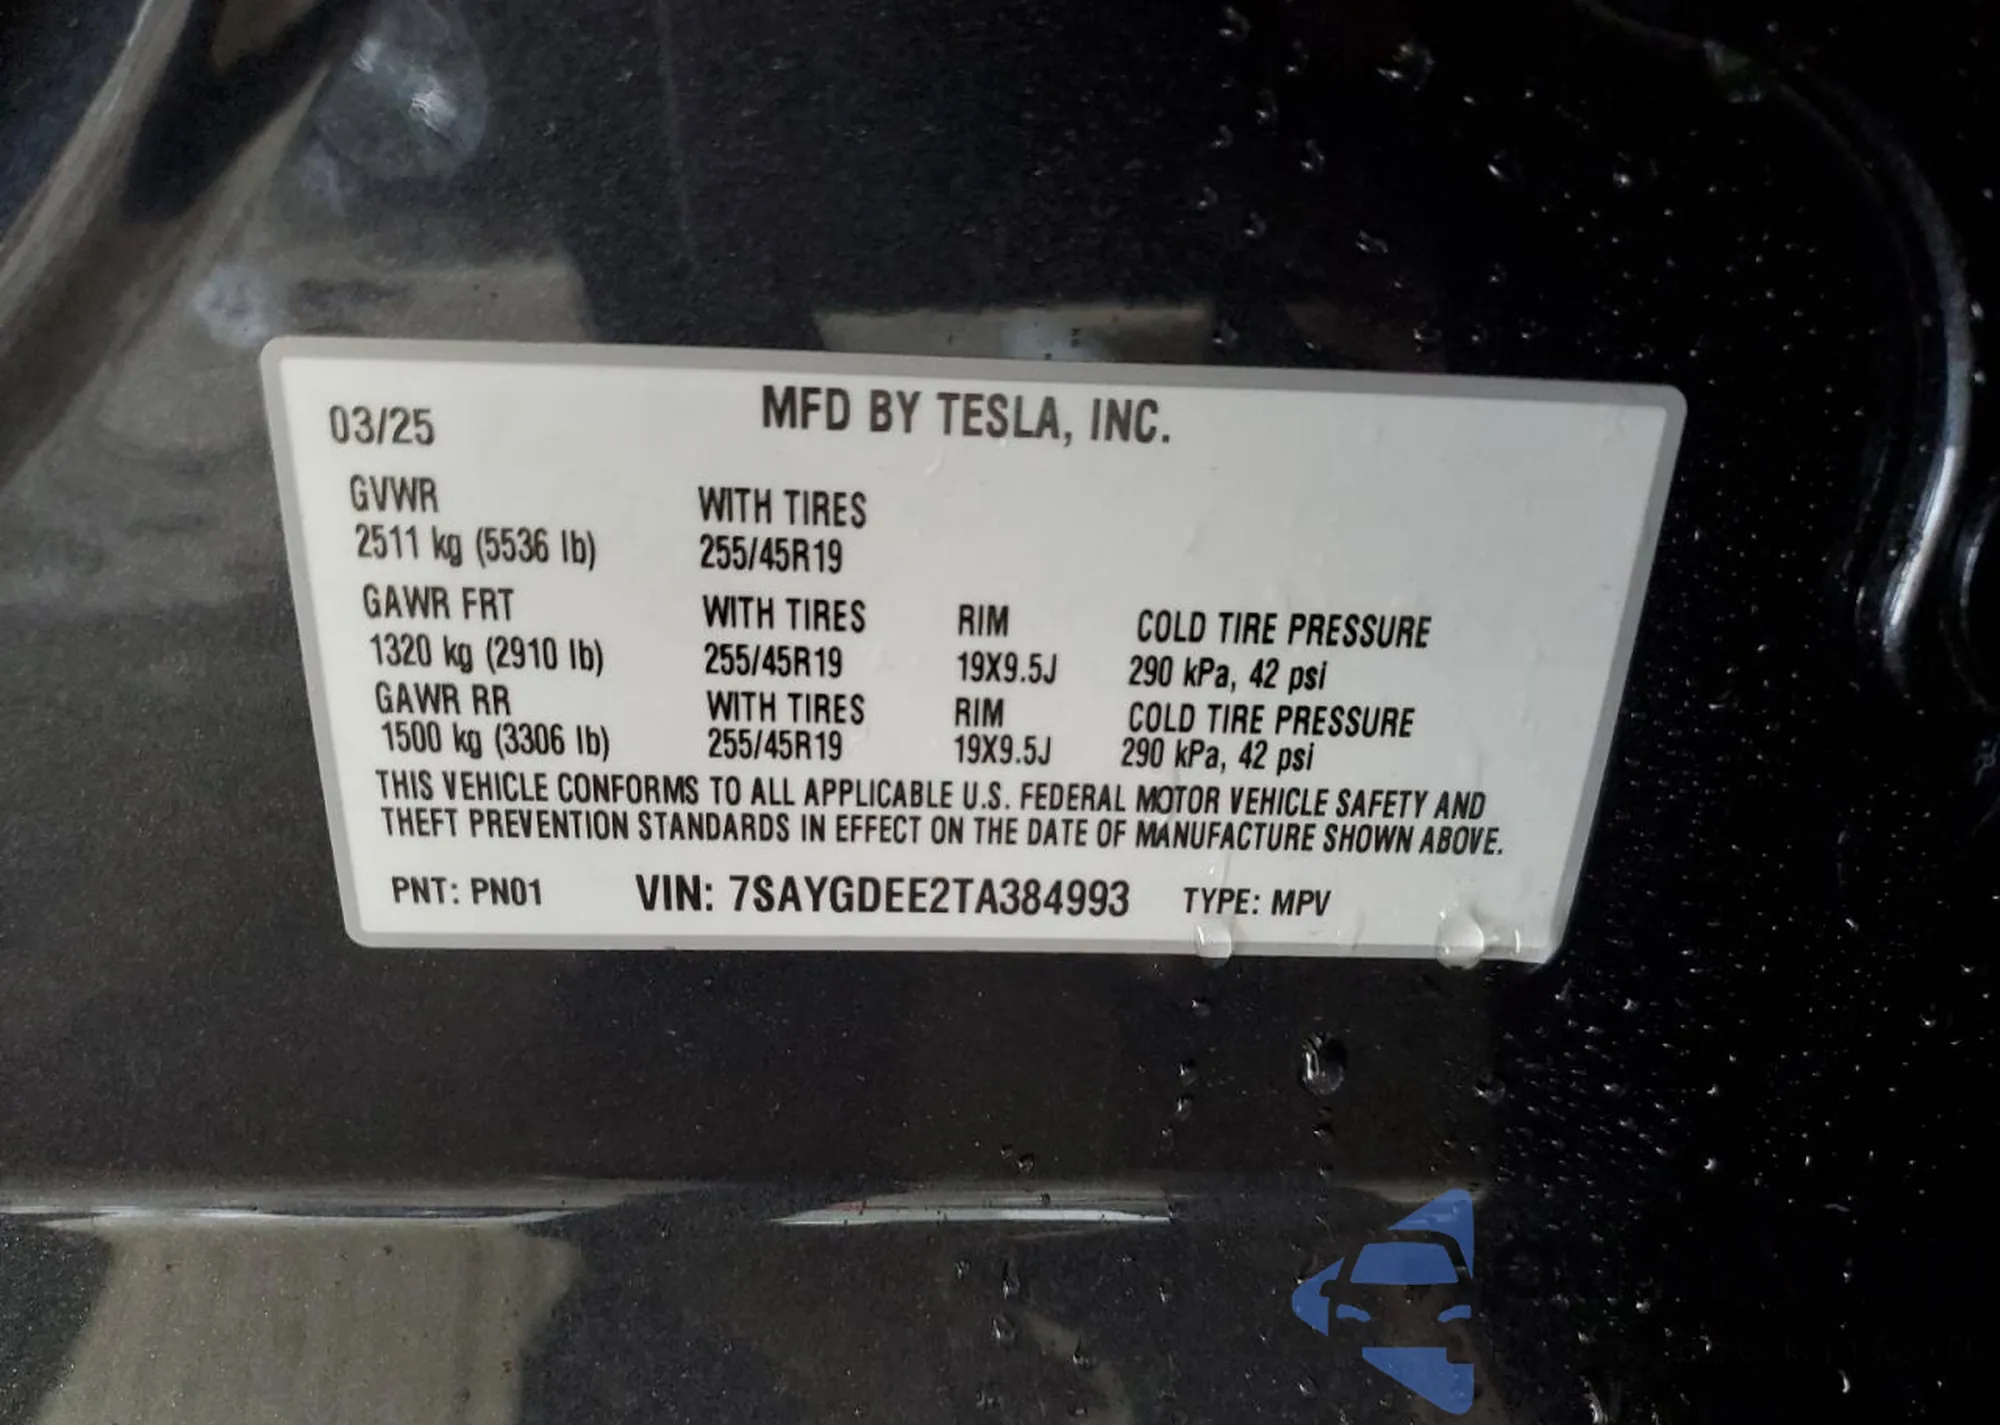 03/25 MFD BY TESLA, INC.
GVWR WITH TIRES
2511 kg (5536 lb) 255/45R19
GAWR FRT WITH TIRES RIM COLD TIRE PRESSURE
1320 kg (2910 lb) 255/45R19 19X9.5J 290 kPa, 42 psi
GAWR RR WITH TIRES RIM COLD TIRE PRESSURE
1500 kg (3306 lb) 255/45R19 19X9.5J 290 kPa, 42 psi
THIS VEHICLE CONFORMS TO ALL APPLICABLE U.S. FEDERAL MOTOR VEHICLE SAFETY AND
THEFT PREVENTION STANDARDS IN EFFECT ON THE DATE OF MANUFACTURE SHOWN ABOVE.
PNT: PN01 VIN: 7SAYGDEE2TA384993 TYPE: MPV